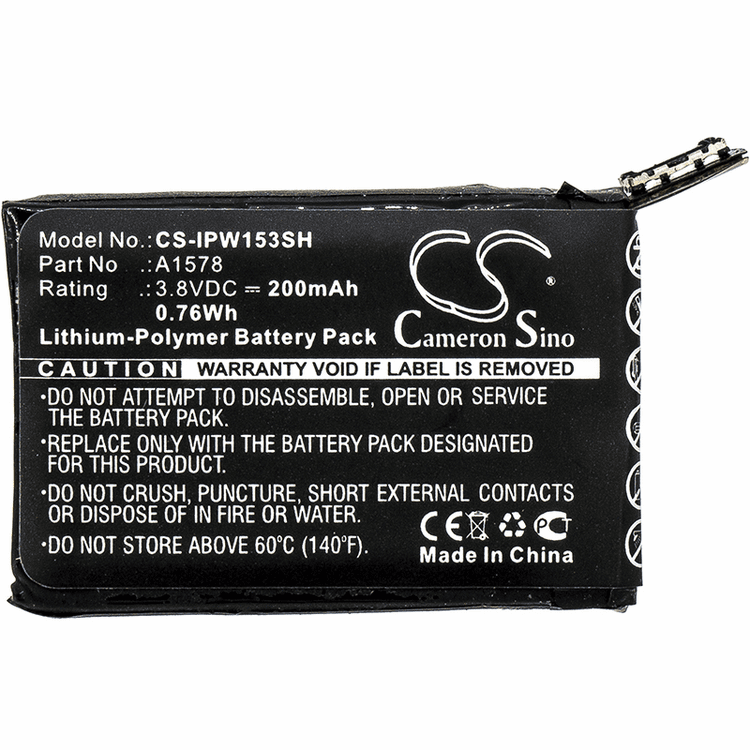 Model No.: CS-IPW153SH
Part No : A1578
Rating : 3.8VDC ⎓ 200mAh
0.76Wh
Lithium-Polymer Battery Pack
CS ®
Cameron Sino
CAUTION WARRANTY VOID IF LABEL IS REMOVED
•DO NOT ATTEMPT TO DISASSEMBLE, OPEN OR SERVICE
THE BATTERY PACK.
•REPLACE ONLY WITH THE BATTERY PACK DESIGNATED
FOR THIS PRODUCT.
•DO NOT CRUSH, PUNCTURE, SHORT EXTERNAL CONTACTS
OR DISPOSE OF IN FIRE OR WATER.
•DO NOT STORE ABOVE 60°C (140°F).
CE
Made In China